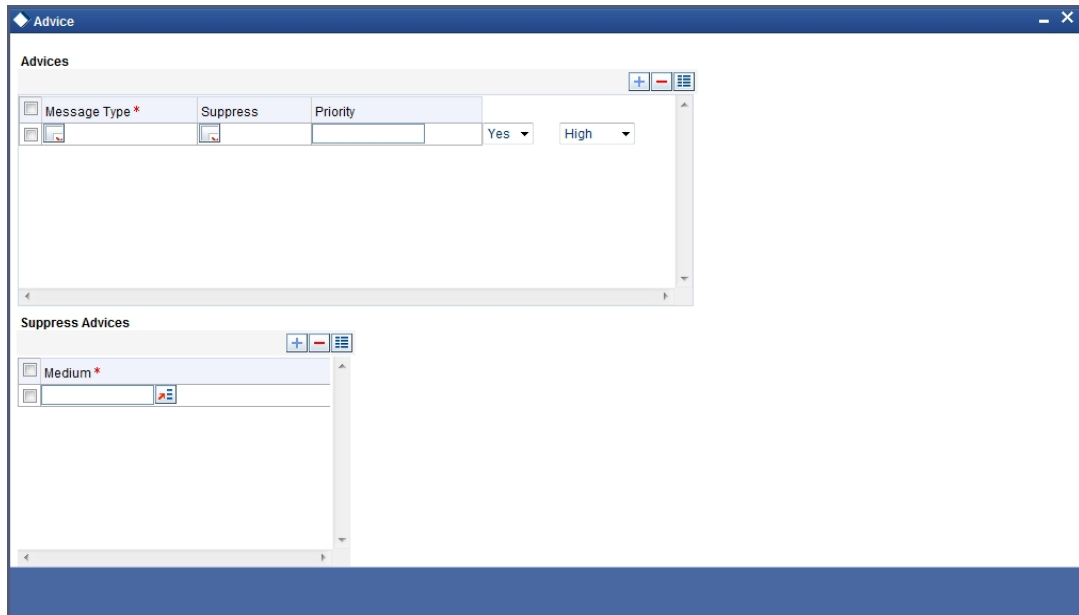 Advice
Advices
Message Type * Suppress Priority
Yes High
Suppress Advices
Medium *